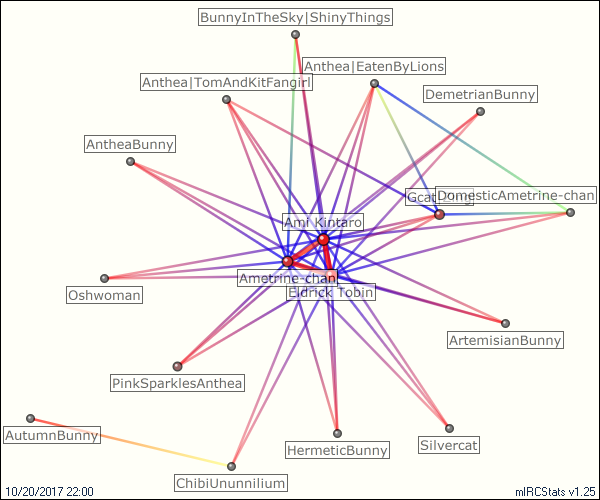 BunnyInTheSky|ShinyThings
Anthea|EatenByLions
Anthea|TomAndKitFangirl
DemetrianBunny
AntheaBunny
DomesticAmetrine-chan
Ami Kintaro
Ametrine-chan
Eldrick Tobin
Oshwoman
ArtemisianBunny
PinkSparklesAnthea
AutumnBunny
HermeticBunny
Silvercat
ChibiUnunnilium
10/20/2017 22:00
mIRCStats v1.25